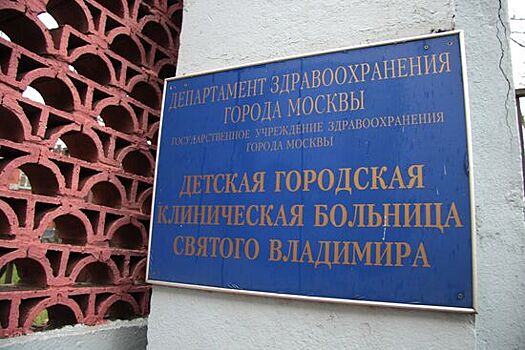 ДЕПАРТАМЕНТ ЗДРАВООХРАНЕНИЯ
ГОРОДА МОСКВЫ
ГОСУДАРСТВЕННОЕ УЧРЕЖДЕНИЕ ЗДРАВООХРАНЕНИЯ
ГОРОДА МОСКВЫ
ДЕТСКАЯ ГОРОДСКАЯ
КЛИНИЧЕСКАЯ БОЛЬНИЦА
СВЯТОГО ВЛАДИМИРА